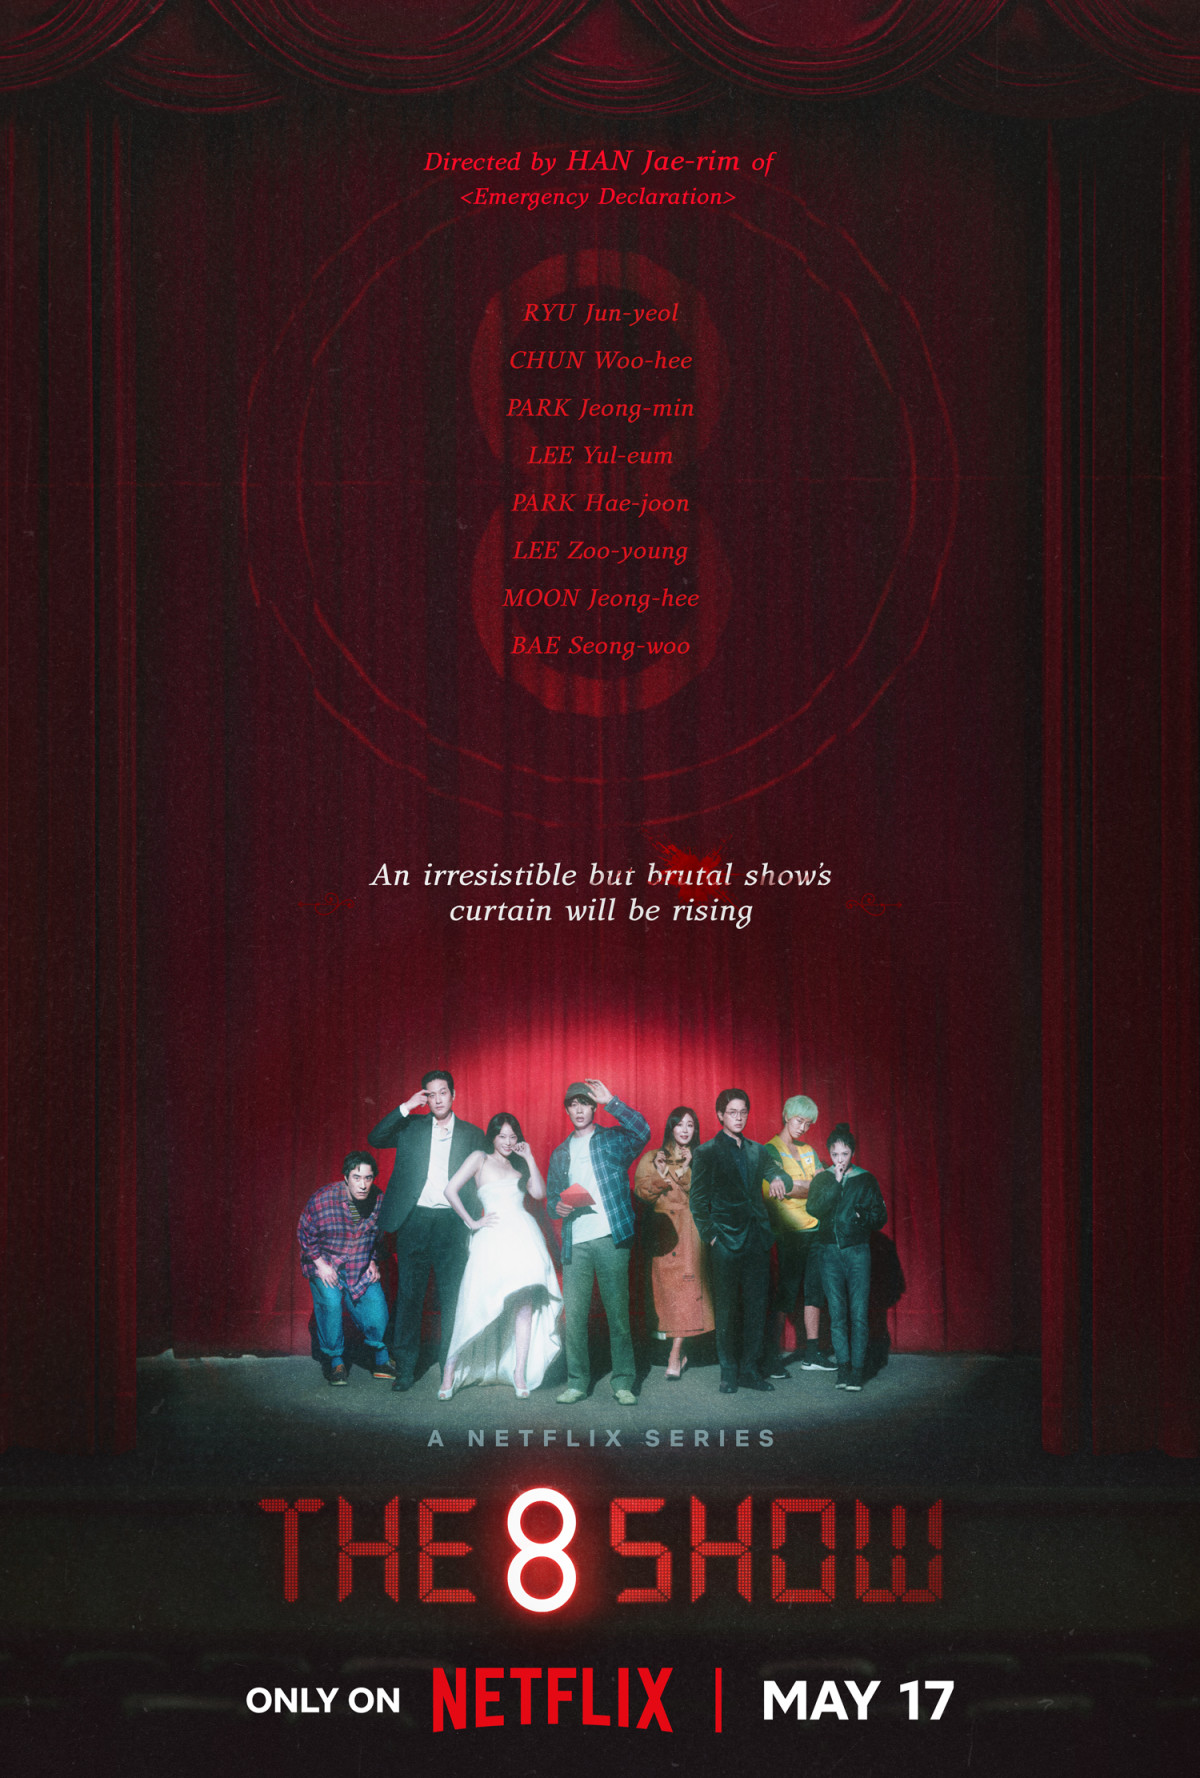 Directed by HAN Jae-rim of
<Emergency Declaration>
RYU Jun-yeol
CHUN Woo-hee
PARK Jeong-min
LEE Yul-eum
PARK Hae-joon
LEE Zoo-young
MOON Jeong-hee
BAE Seong-woo
An irresistible but brutal show's
curtain will be rising
A NETFLIX SERIES
THE 8 SHOW
ONLY ON NETFLIX | MAY 17